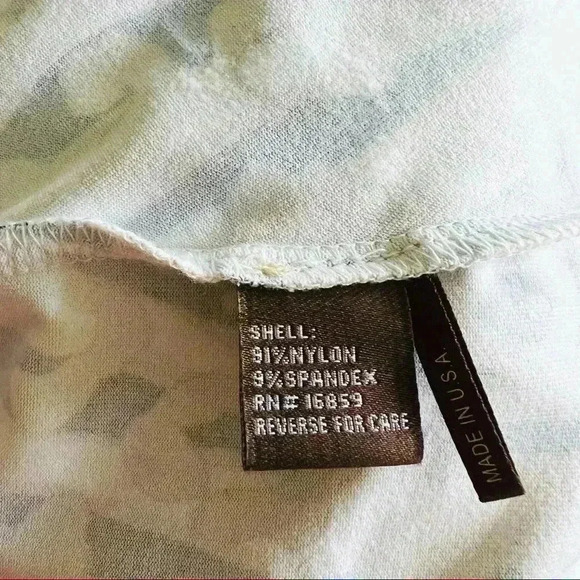 SHELL:
91%NYLON
9%SPANDEX
RN# 16859
REVERSE FOR CARE
MADE IN U.S.A.